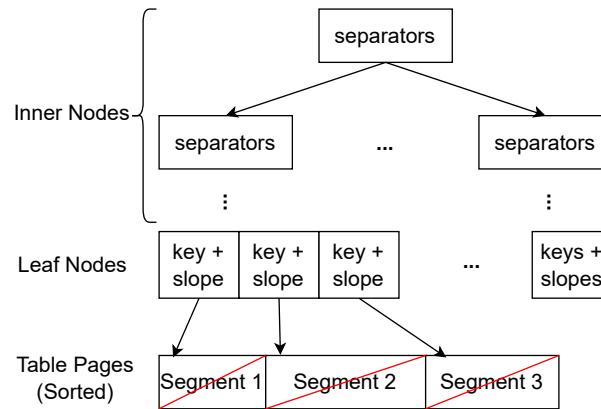 separators
Inner Nodes
separators
...
separators
...
...
Leaf Nodes
key +
slope
key +
slope
key +
slope
...
keys +
slopes
Table Pages
(Sorted)
Segment 1
Segment 2
Segment 3